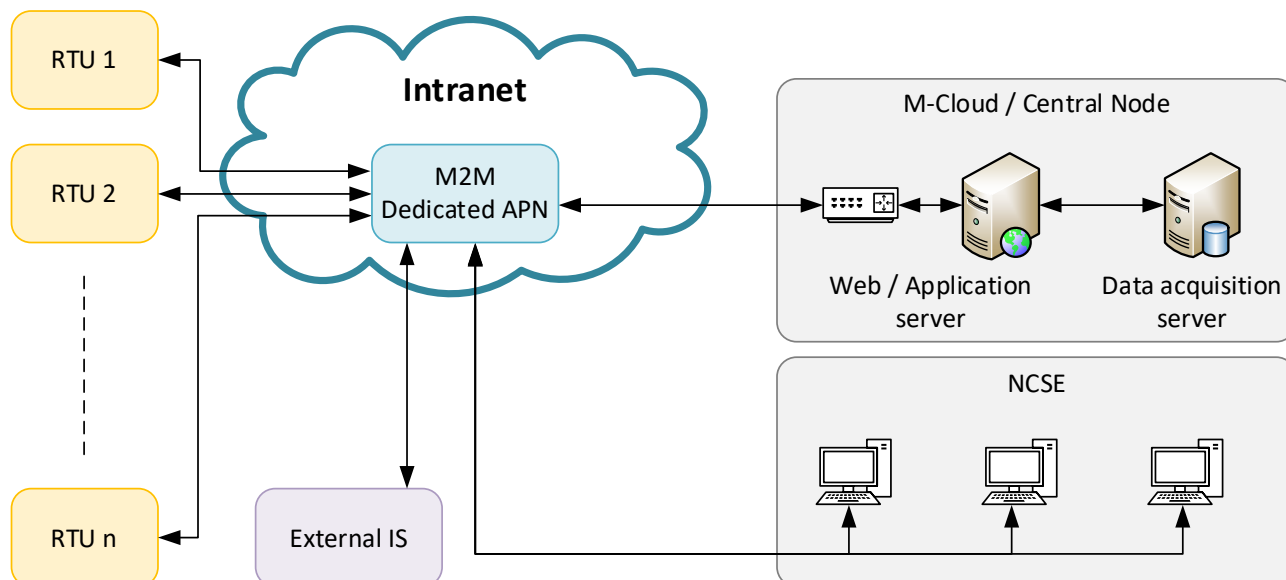 RTU 1
RTU 2
RTU n
Intranet
M2M
Dedicated APN
External IS
M-Cloud / Central Node
Web / Application
server
Data acquisition
server
NCSE